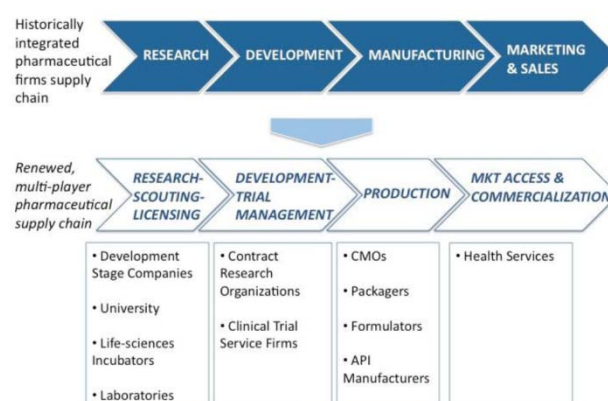 Historically
integrated
pharmaceutical
firms supply
chain
RESEARCH
DEVELOPMENT
MANUFACTURING
MARKETING
& SALES
Renewed,
multi-player
pharmaceutical
supply chain
RESEARCH-
SCOUTING-
LICENSING
DEVELOPMENT-
TRIAL
MANAGEMENT
PRODUCTION
MKT ACCESS &
COMMERCIALIZATION
• Development
Stage Companies
• University
• Life-sciences
Incubators
• Laboratories
• Contract
Research
Organizations
• Clinical Trial
Service Firms
• CMOs
• Packagers
• Formulators
• API
Manufacturers
• Health Services